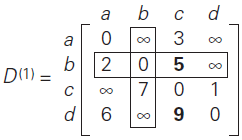 a b c d
a 0 ∞ 3 ∞
D(1) = b 2 0 5 ∞
c ∞ 7 0 1
d 6 ∞ 9 0